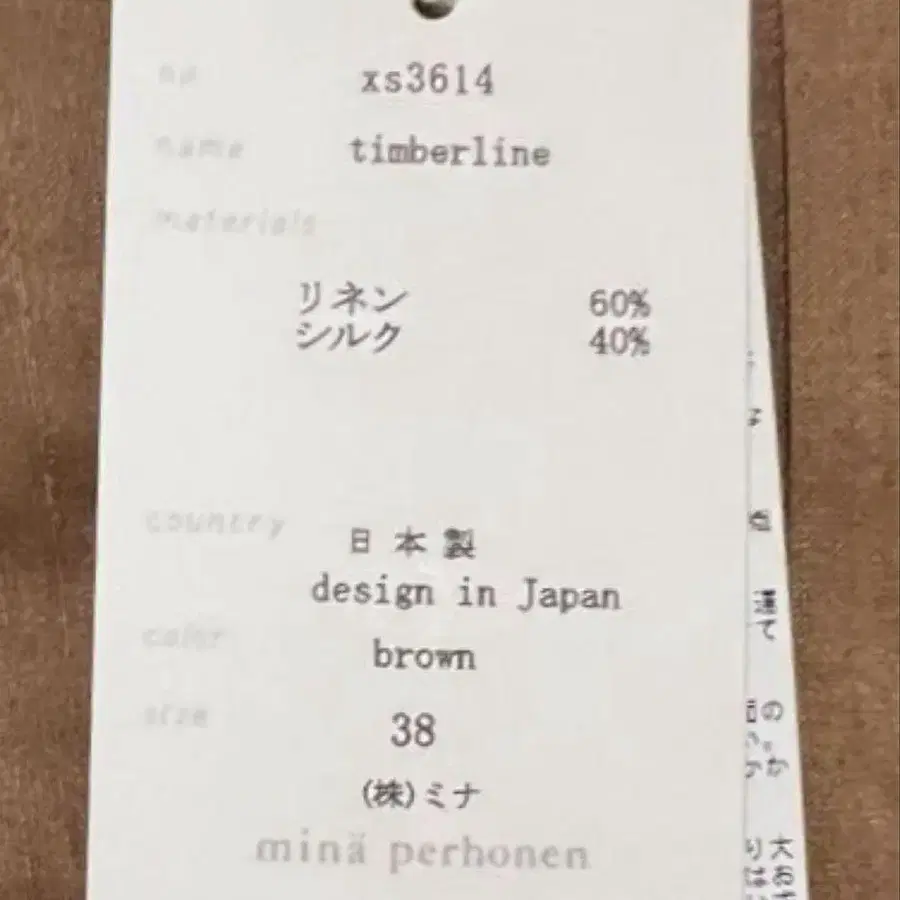 no xs3614
name timberline
materials
リネン 60%
シルク 40%
country 日本製
design in Japan
color brown
size 38
(株)ミナ
minä perhonen